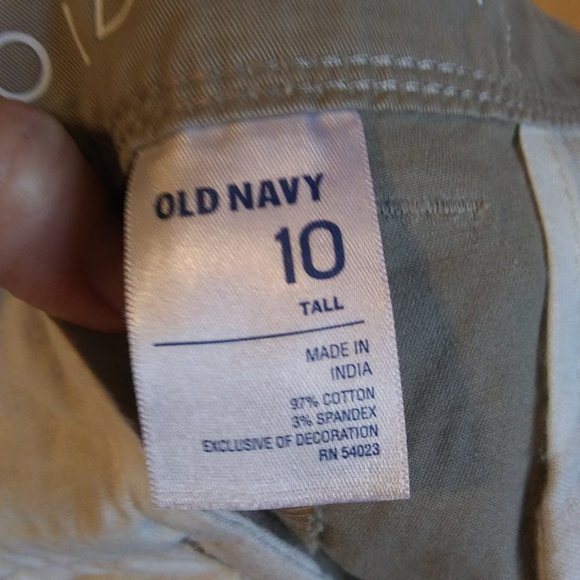 OLD NAVY
10
TALL
MADE IN
INDIA
97% COTTON
3% SPANDEX
EXCLUSIVE OF DECORATION
RN 54023